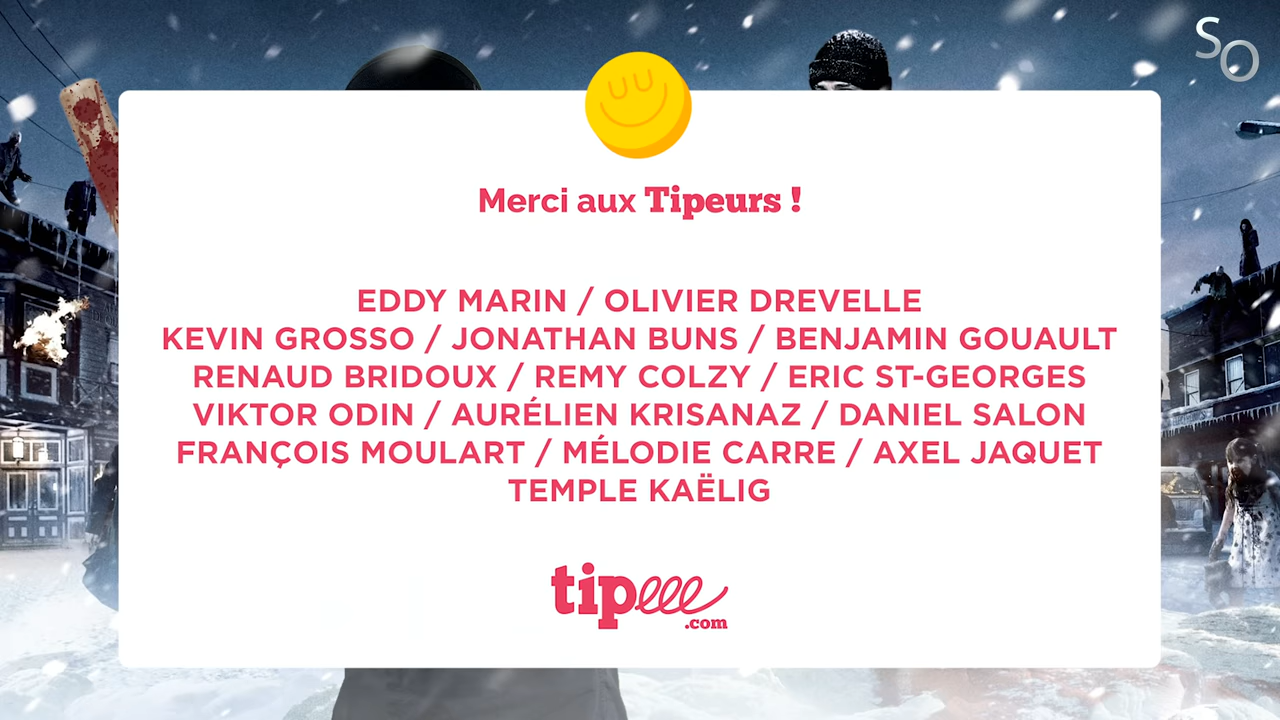 SO
Merci aux Tipeurs !
EDDY MARIN / OLIVIER DREVELLE
KEVIN GROSSO / JONATHAN BUNS / BENJAMIN GOUAULT
RENAUD BRIDOUX / REMY COLZY / ERIC ST-GEORGES
VIKTOR ODIN / AURÉLIEN KRISANAZ / DANIEL SALON
FRANÇOIS MOULART / MÉLODIE CARRE / AXEL JAQUET
TEMPLE KAËLIG
tipeee
.com